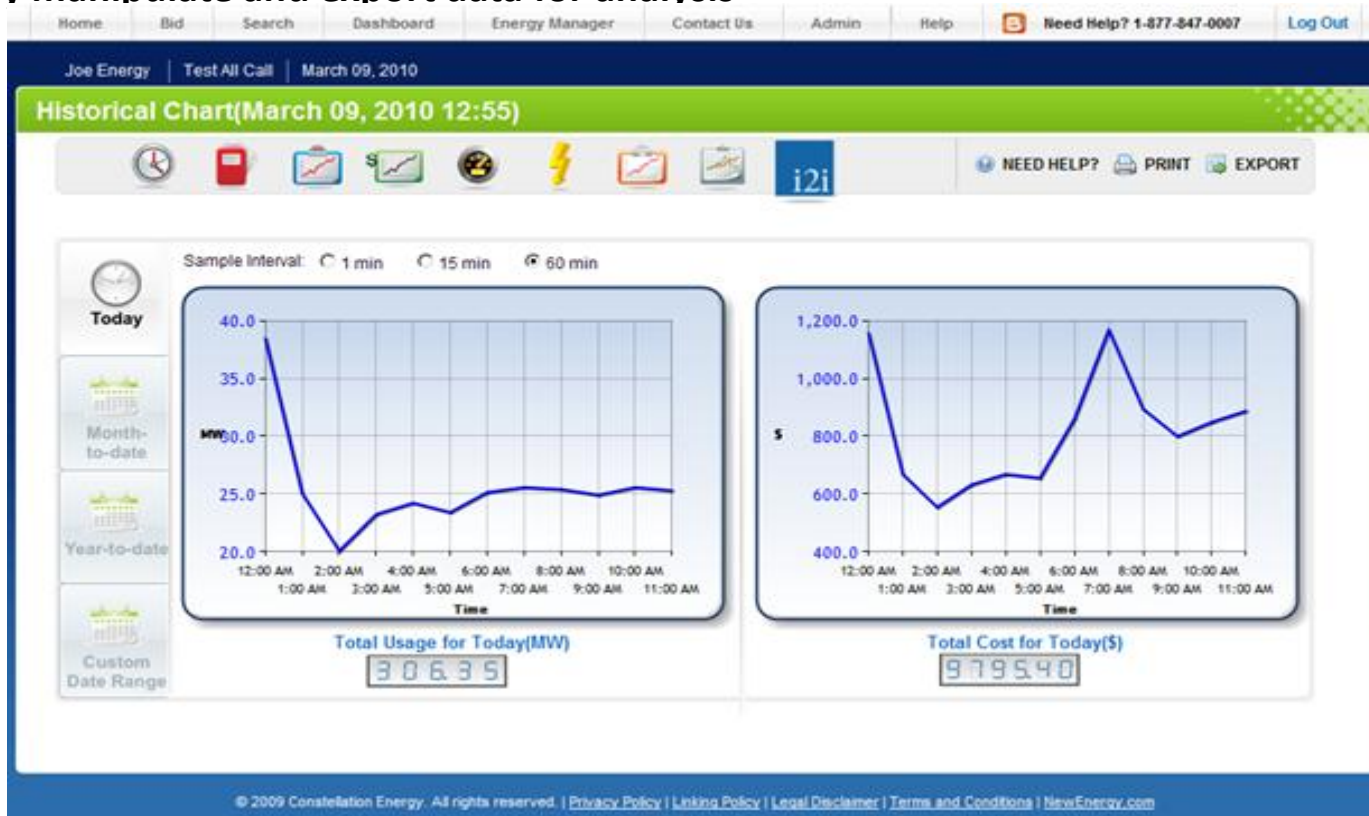 y manipulate and export data for analysis
Home Bid Search Dashboard Energy Manager Contact Us Admin Help Need Help? 1-877-847-0007 Log Out
Joe Energy | Test All Call | March 09, 2010
Historical Chart(March 09, 2010 12:55)
$ i2i NEED HELP? PRINT EXPORT
Sample Interval: 1 min 15 min 60 min
Today
Month-
to-date
Year-to-date
Custom
Date Range
40.0
35.0
MW 30.0
25.0
20.0
12:00 AM 2:00 AM 4:00 AM 6:00 AM 8:00 AM 10:00 AM
1:00 AM 3:00 AM 5:00 AM 7:00 AM 9:00 AM 11:00 AM
Time
Total Usage for Today(MW)
306.35
1,200.0
1,000.0
$ 800.0
600.0
400.0
12:00 AM 2:00 AM 4:00 AM 6:00 AM 8:00 AM 10:00 AM
1:00 AM 3:00 AM 5:00 AM 7:00 AM 9:00 AM 11:00 AM
Time
Total Cost for Today($)
9795.40
© 2009 Constellation Energy. All rights reserved. | Privacy Policy | Linking Policy | Legal Disclaimer | Terms and Conditions | NewEnergy.com